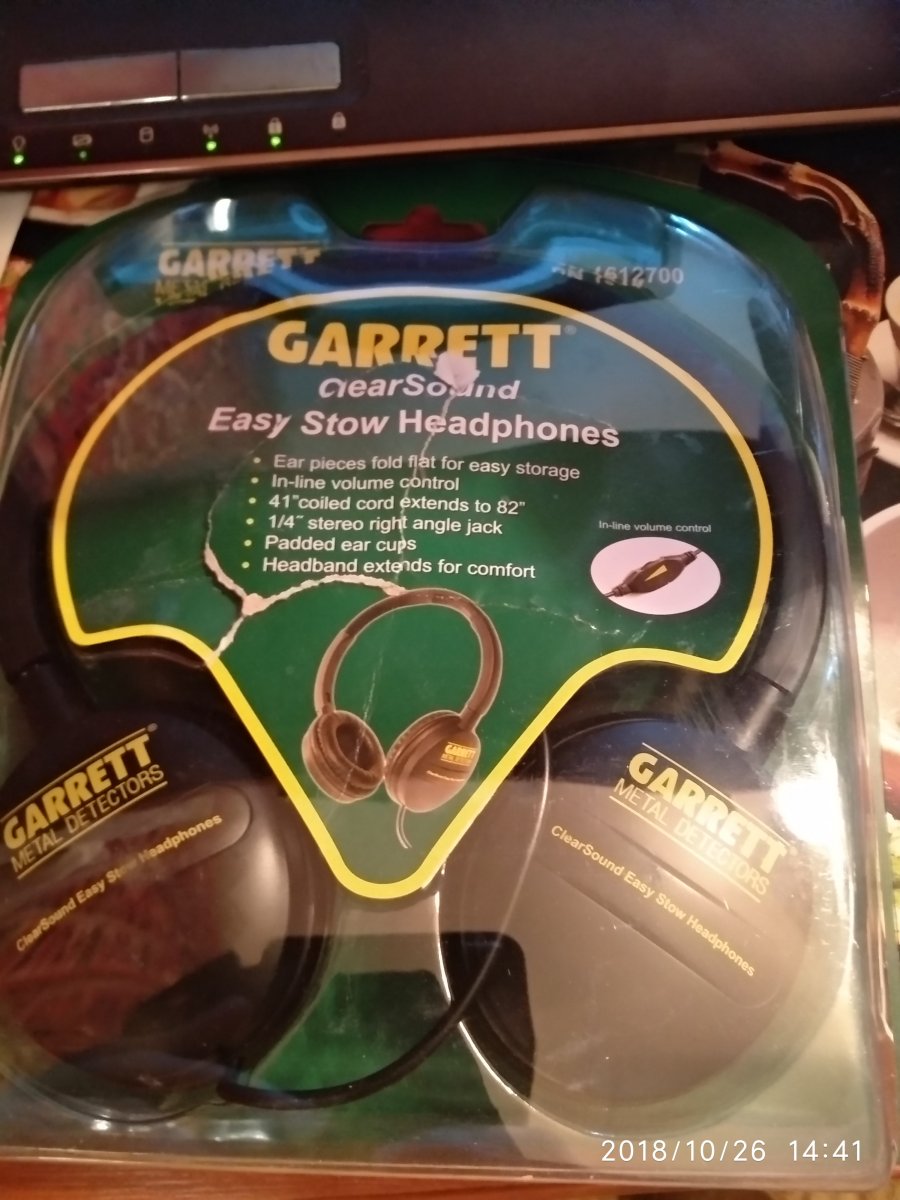 GARRETT
METAL
PN 1612700
GARRETT®
ClearSound
Easy Stow Headphones
• Ear pieces fold flat for easy storage
• In-line volume control
• 41"coiled cord extends to 82"
• 1/4" stereo right angle jack
• Padded ear cups
• Headband extends for comfort
In-line volume control
GARRETT
GARRETT®
METAL DETECTORS
ClearSound Easy Stow Headphones
GARRETT®
METAL DETECTORS
ClearSound Easy Stow Headphones
2018/10/26 14:41